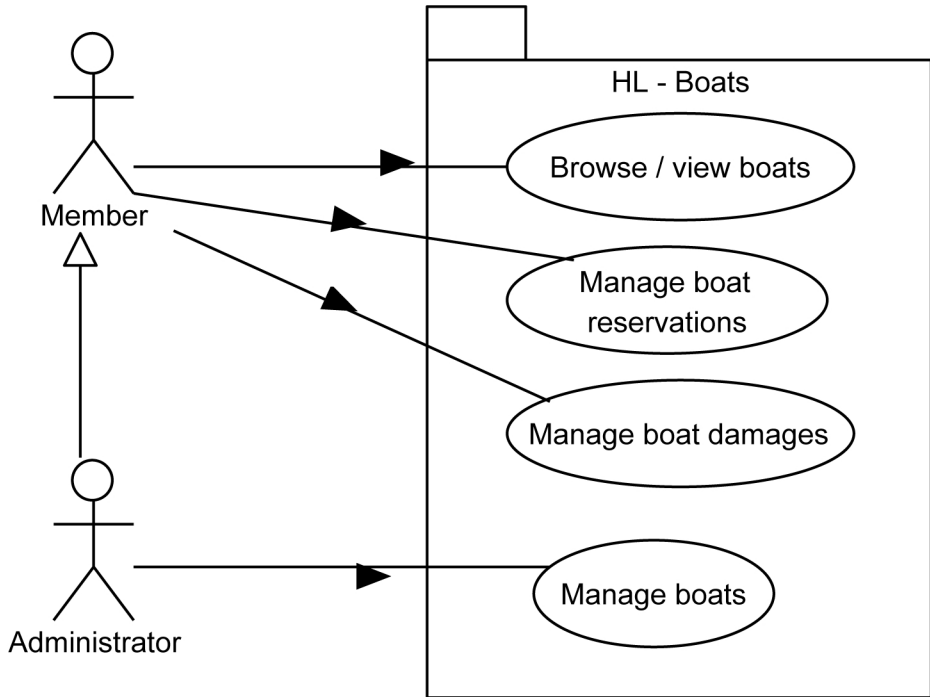 HL - Boats
Browse / view boats
Member
Manage boat
reservations
Manage boat damages
Manage boats
Administrator